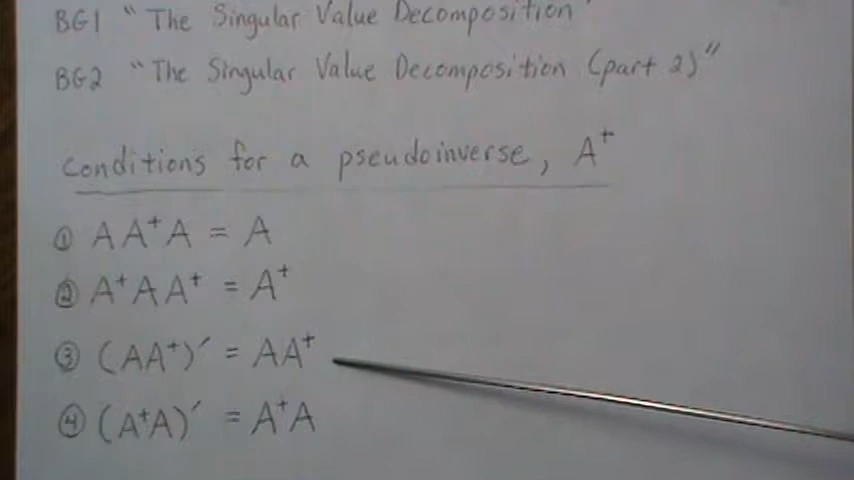 BG1 "The Singular Value Decomposition"
BG2 "The Singular Value Decomposition (part 2)"
Conditions for a pseudoinverse, A⁺
① AA⁺A = A
② A⁺AA⁺ = A⁺
③ (AA⁺)′ = AA⁺
④ (A⁺A)′ = A⁺A